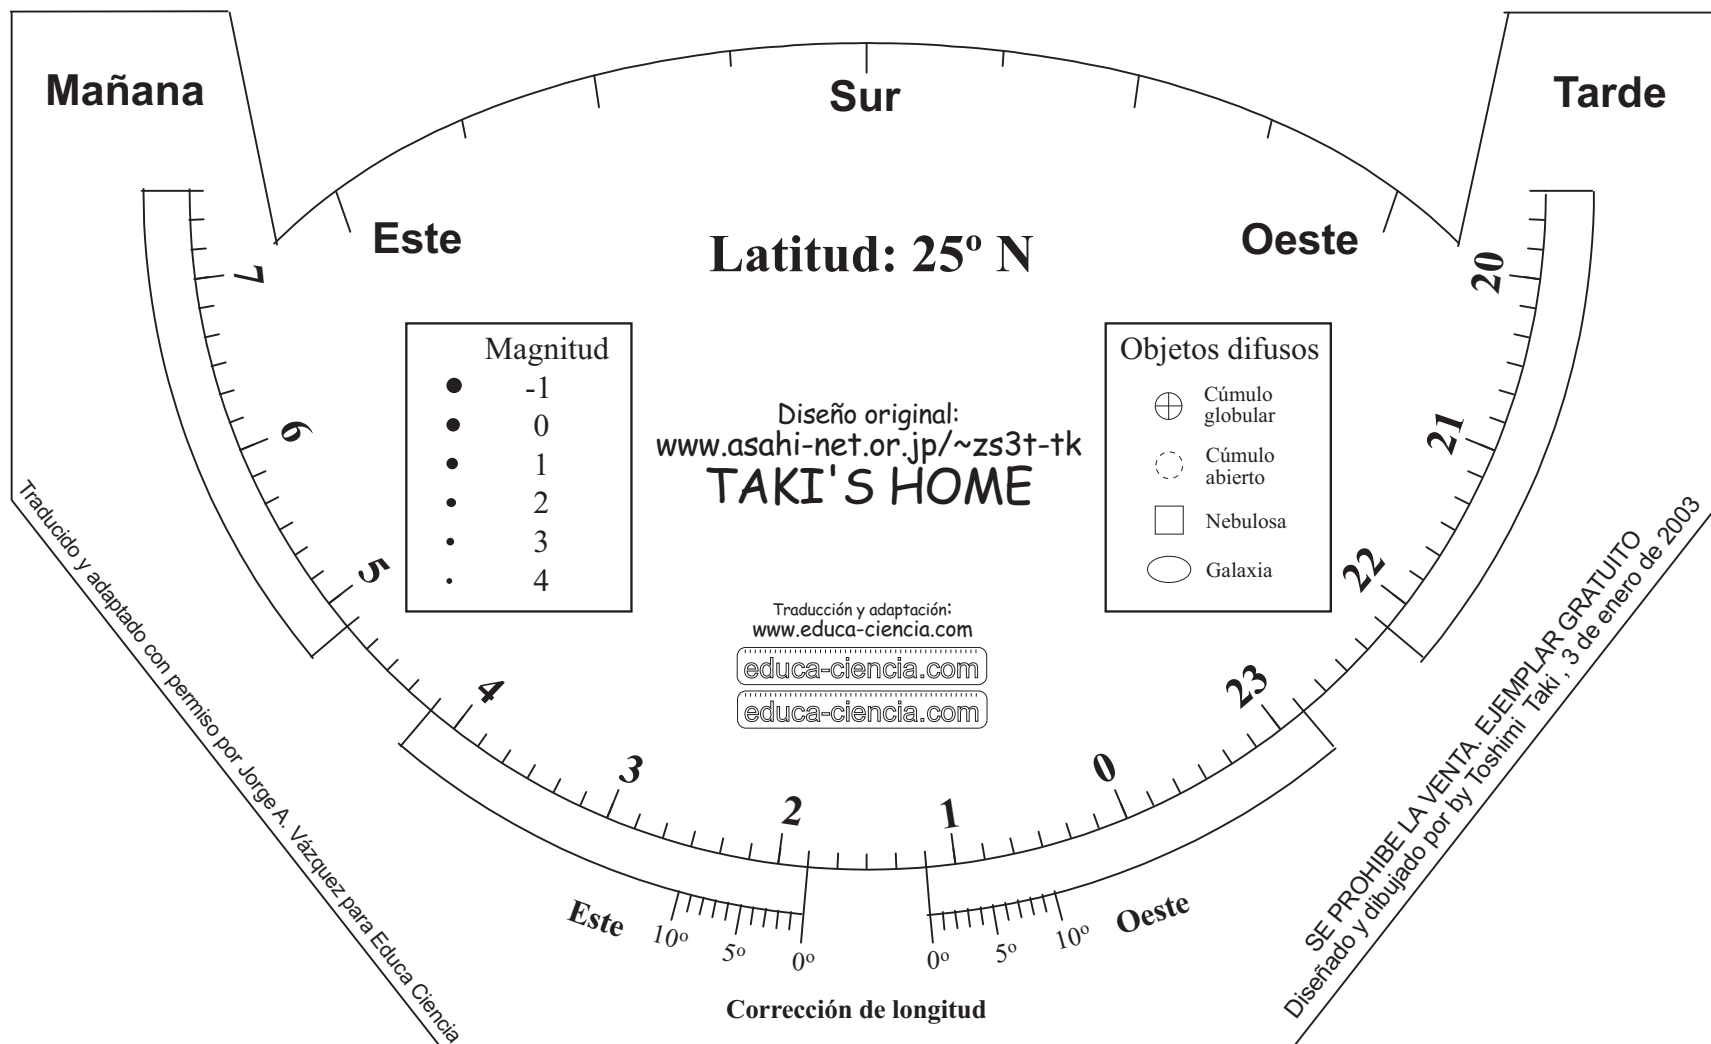 Mañana
Sur
Tarde
Este
Latitud: 25º N
Oeste
7
6
5
4
3
2
1
0
23
22
21
20
Magnitud
-1
0
1
2
3
4
Diseño original:
www.asahi-net.or.jp/~zs3t-tk
TAKI'S HOME
Objetos difusos
Cúmulo
globular
Cúmulo
abierto
Nebulosa
Galaxia
Traducción y adaptación:
www.educa-ciencia.com
educa-ciencia.com
educa-ciencia.com
Traducido y adaptado con permiso por Jorge A. Vázquez para Educa Ciencia
SE PROHIBE LA VENTA. EJEMPLAR GRATUITO
Diseñado y dibujado por by Toshimi Taki , 3 de enero de 2003
Este
10º
5º
0º
0º
5º
10º
Oeste
Corrección de longitud